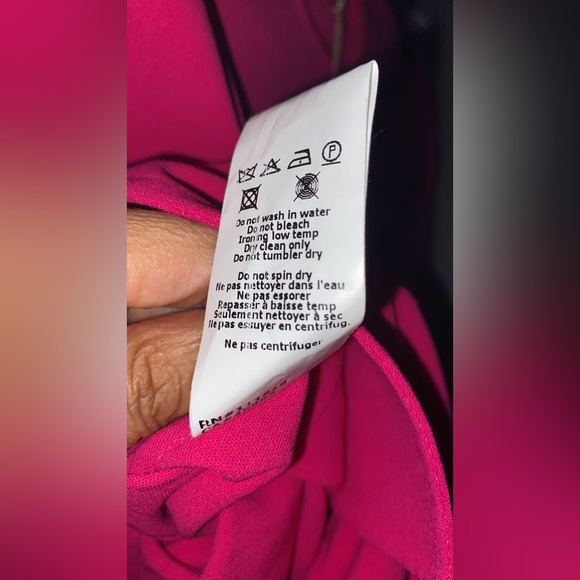 P
Do not wash in water
Do not bleach
Ironing low temp
Dry clean only
Do not tumbler dry
Do not spin dry
Ne pas nettoyer dans l'eau
Ne pas essorer
Repasser à baisse temp
Seulement nettoyer à sec
Ne pas essuyer en centrifug.
Ne pas centrifuger